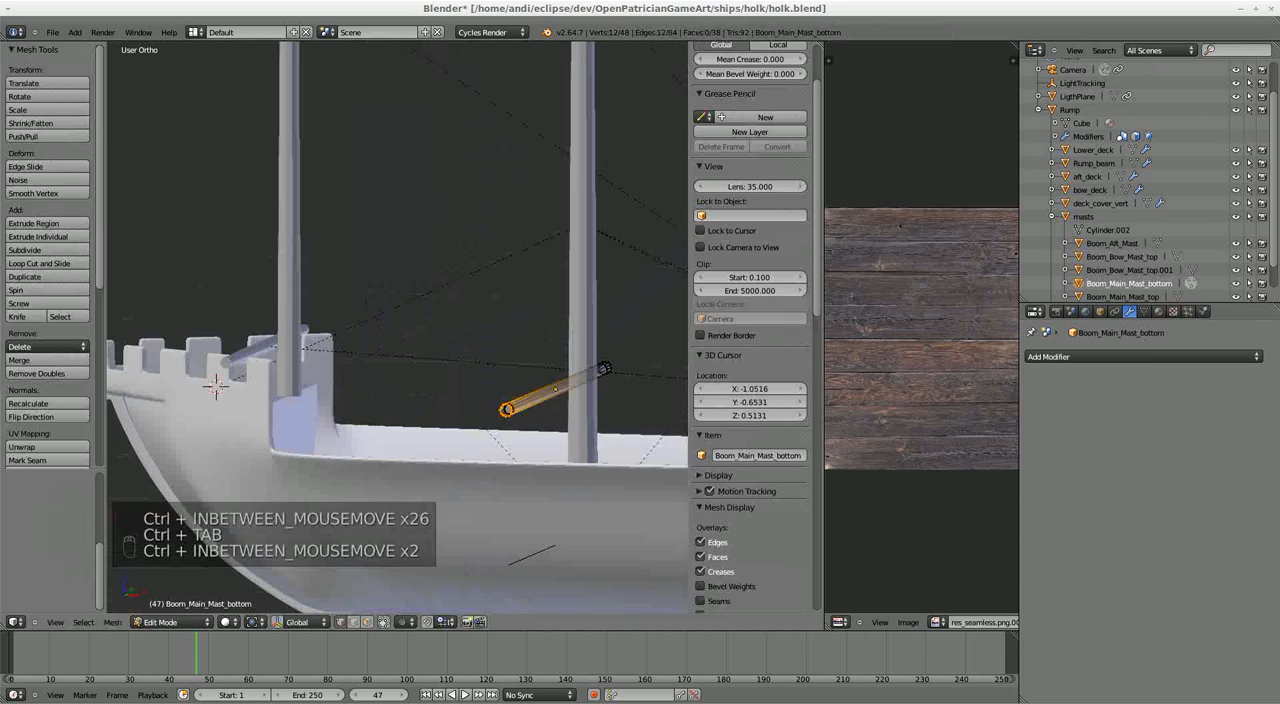 Blender* [/home/andi/eclipse/dev/OpenPatricianGameArt/ships/holk/holk.blend]
File Add Render Window Help Default Scene Cycles Render v2.64.7 | Verts:12/48 | Edges:12/84 | Faces:0/38 | Tris:92 | Boom_Main_Mast_bottom
View Search All Scenes
Mesh Tools
Transform:
Translate
Rotate
Scale
Shrink/Fatten
Push/Pull
Deform:
Edge Slide
Noise
Smooth Vertex
Add:
Extrude Region
Extrude Individual
Subdivide
Loop Cut and Slide
Duplicate
Spin
Screw
Knife Select
Remove:
Delete
Merge
Remove Doubles
Normals:
Recalculate
Flip Direction
UV Mapping:
Unwrap
Mark Seam
User Ortho
Ctrl + INBETWEEN_MOUSEMOVE x26
Ctrl + TAB
Ctrl + INBETWEEN_MOUSEMOVE x2
(47) Boom_Main_Mast_bottom
Global Local
Mean Crease: 0.000
Mean Bevel Weight: 0.000
Grease Pencil
New
New Layer
Delete Frame Convert
View
Lens: 35.000
Lock to Object:
Lock to Cursor
Lock Camera to View
Clip:
Start: 0.100
End: 5000.000
Local Camera:
Camera
Render Border
3D Cursor
Location:
X: -1.0516
Y: -0.6531
Z: 0.5131
Item
Boom_Main_Mast_bottom
Display
Motion Tracking
Mesh Display
Overlays:
Edges
Faces
Creases
Bevel Weights
Seams
Camera
LightTracking
LigthPlane
Rump
Cube
Modifiers
Lower_deck
Rump_beam
aft_deck
bow_deck
deck_cover_vert
masts
Cylinder.002
Boom_Aft_Mast
Boom_Bow_Mast_top
Boom_Bow_Mast_top.001
Boom_Main_Mast_bottom
Boom_Main_Mast_top
Boom_Main_Mast_bottom
Add Modifier
View Select Mesh Edit Mode Global
View Image res_seamless.png.00
0 10 20 30 40 50 60 70 80 90 100 110 120 130 140 150 160 170 180 190 200 210 220 230 240 250
View Marker Frame Playback Start: 1 End: 250 47 No Sync